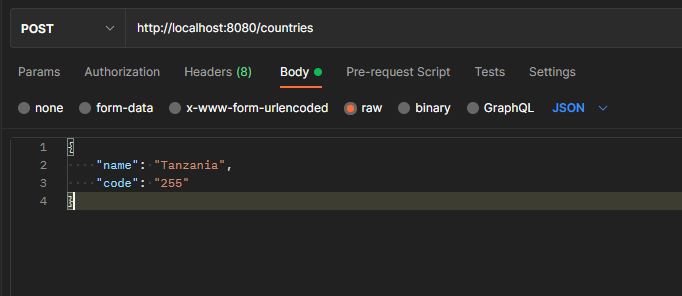 POST http://localhost:8080/countries
Params Authorization Headers (8) Body Pre-request Script Tests Settings
none form-data x-www-form-urlencoded raw binary GraphQL JSON
1 {
2 "name": "Tanzania",
3 "code": "255"
4 }